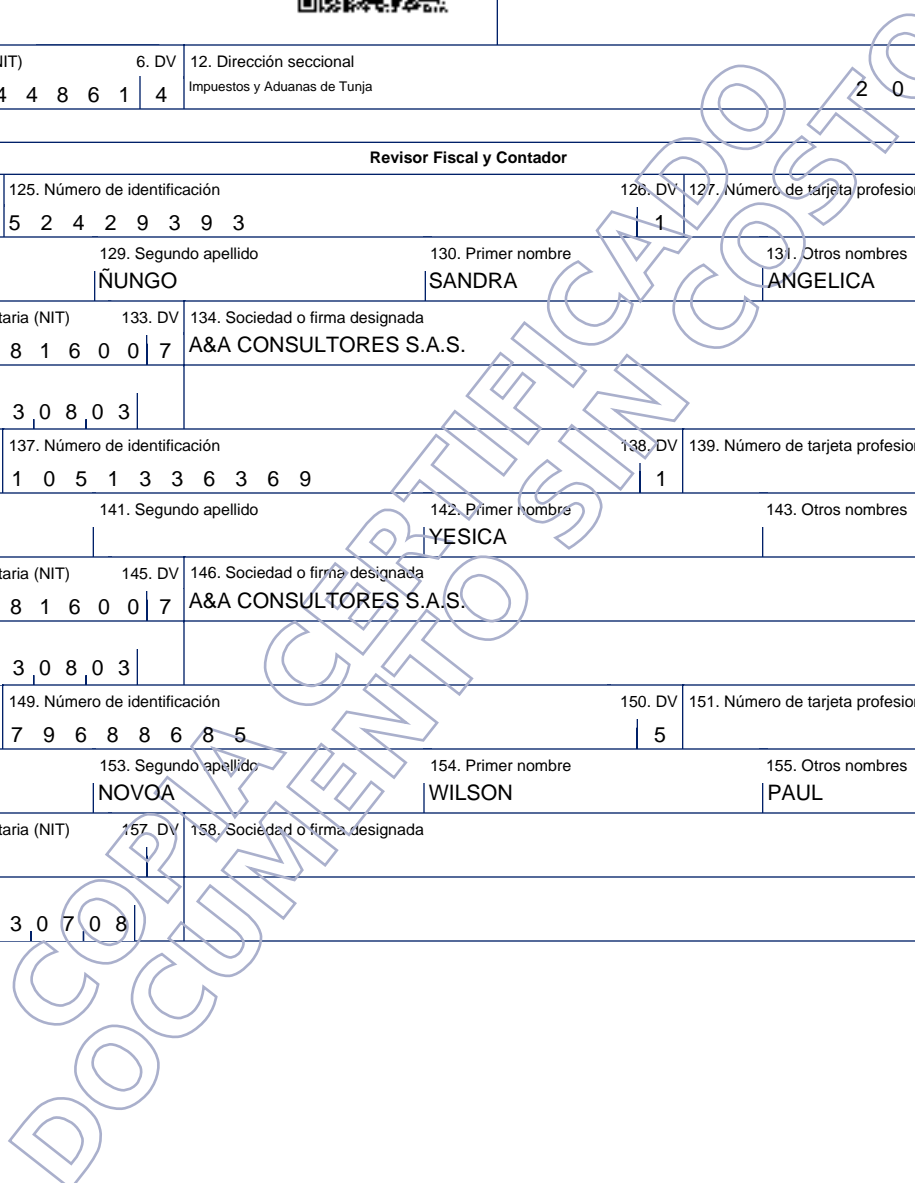 NIT) 6. DV 12. Dirección seccional
4 4 8 6 1 4 Impuestos y Aduanas de Tunja 2 0
Revisor Fiscal y Contador
125. Número de identificación 126. DV 127. Número de tarjeta profesion
5 2 4 2 9 3 9 3 1
129. Segundo apellido 130. Primer nombre 131. Otros nombres
ÑUNGO SANDRA ANGELICA
taria (NIT) 133. DV 134. Sociedad o firma designada
8 1 6 0 0 7 A&A CONSULTORES S.A.S.
3 0 8 0 3
137. Número de identificación 138. DV 139. Número de tarjeta profesion
1 0 5 1 3 3 6 3 6 9 1
141. Segundo apellido 142. Primer nombre 143. Otros nombres
YESICA
taria (NIT) 145. DV 146. Sociedad o firma designada
8 1 6 0 0 7 A&A CONSULTORES S.A.S.
3 0 8 0 3
149. Número de identificación 150. DV 151. Número de tarjeta profesion
7 9 6 8 8 6 8 5 5
153. Segundo apellido 154. Primer nombre 155. Otros nombres
NOVOA WILSON PAUL
taria (NIT) 157. DV 158. Sociedad o firma designada
3 0 7 0 8
COPIA CERTIFICADO
DOCUMENTO SIN COSTO